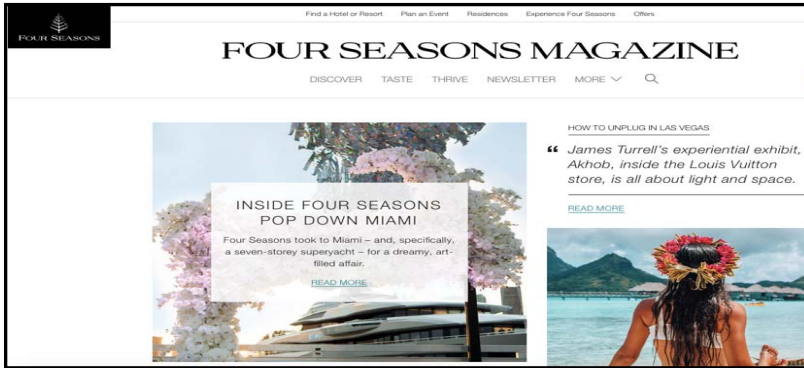 FOUR SEASONS
Find a Hotel or Resort Plan an Event Residences Experience Four Seasons Offers
FOUR SEASONS MAGAZINE
DISCOVER TASTE THRIVE NEWSLETTER MORE
INSIDE FOUR SEASONS
POP DOWN MIAMI
Four Seasons took to Miami – and, specifically,
a seven-storey superyacht – for a dreamy, art-
filled affair.
READ MORE
HOW TO UNPLUG IN LAS VEGAS
“ James Turrell's experiential exhibit,
Akhob, inside the Louis Vuitton
store, is all about light and space.
READ MORE